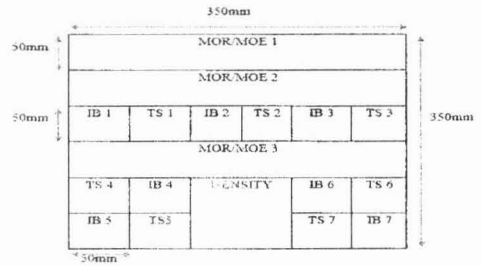 350mm
50mm
MOR/MOE 1
MOR/MOE 2
50mm
IB 1 TS 1 IB 2 TS 2 IB 3 TS 3
350mm
MOR/MOE 3
TS 4 IB 4 DENSITY IB 6 TS 6
IB 5 TS5 TS 7 IB 7
50mm